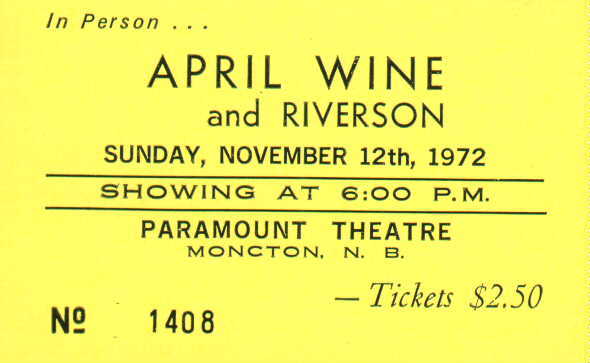 In Person . . .
APRIL WINE
and RIVERSON
SUNDAY, NOVEMBER 12th, 1972
SHOWING AT 6:00 P.M.
PARAMOUNT THEATRE
MONCTON, N. B.
— Tickets $2.50
Nº 1408